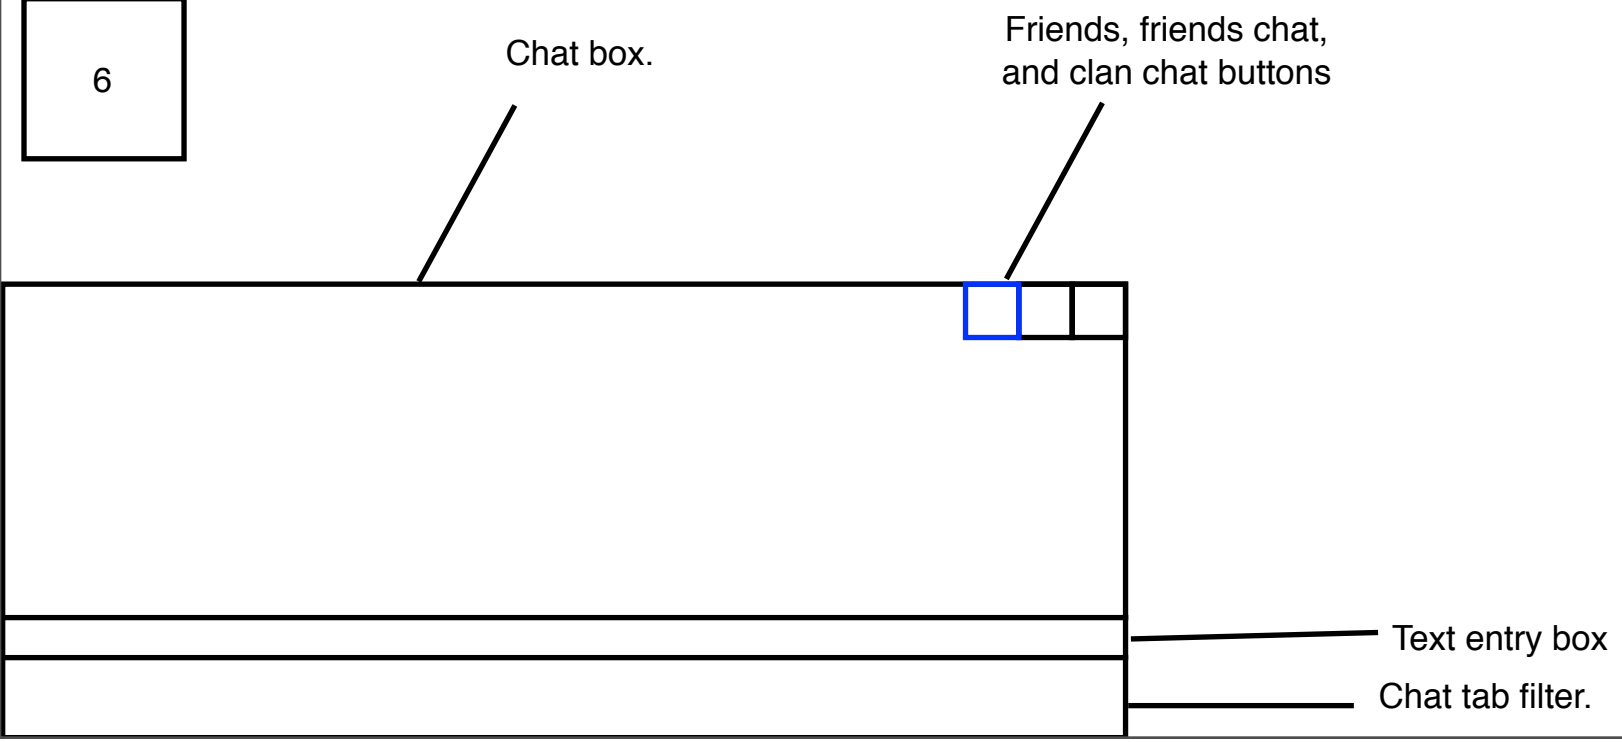 6
Chat box.
Friends, friends chat,
and clan chat buttons
Text entry box
Chat tab filter.